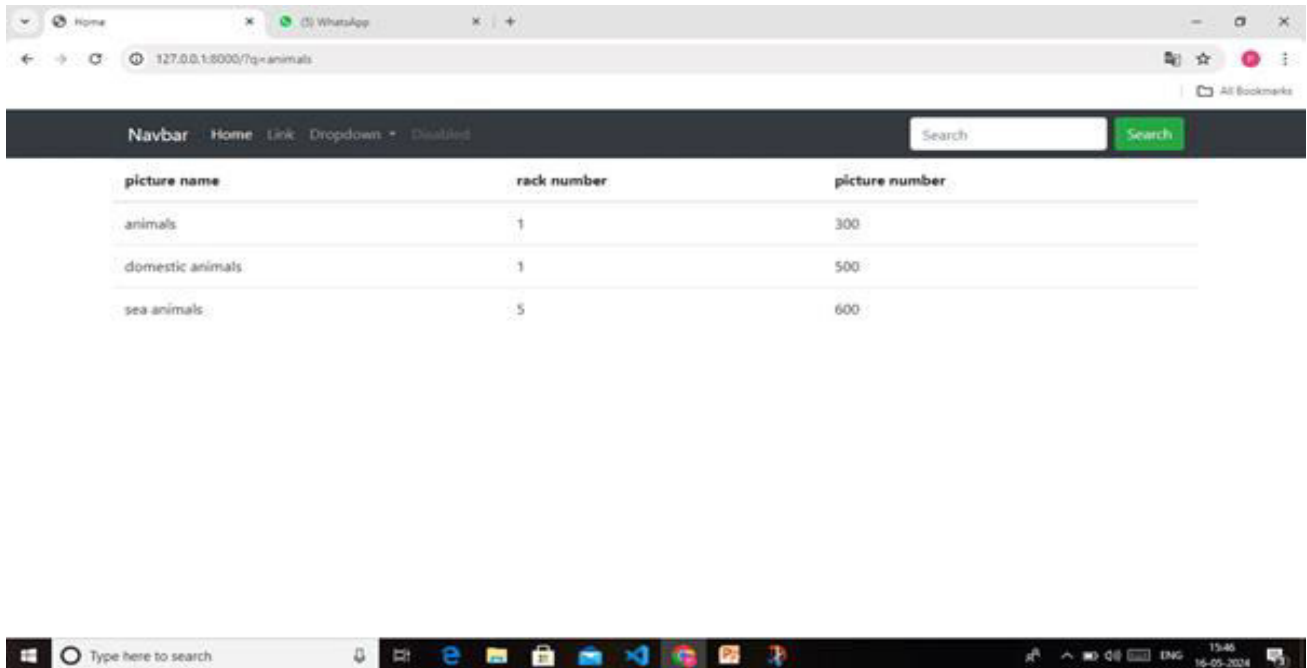 Home (5) WhatsApp
127.0.0.1:8000/?q=animals
All Bookmarks
Navbar Home Link Dropdown Disabled Search Search
picture name rack number picture number
animals 1 300
domestic animals 1 500
sea animals 5 600
Type here to search ENG 15:46
16-05-2024